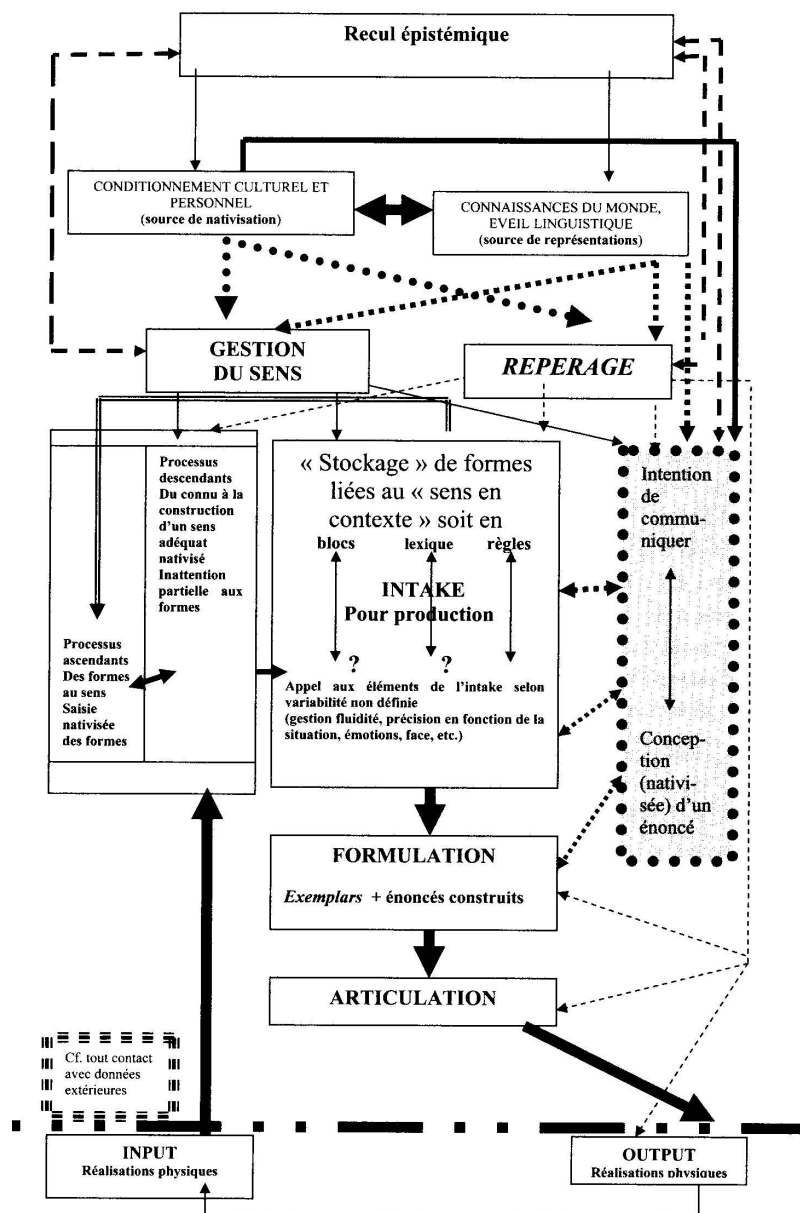 Recul épistémique
CONDITIONNEMENT CULTUREL ET
PERSONNEL
(source de nativisation)
CONNAISSANCES DU MONDE,
EVEIL LINGUISTIQUE
(source de représentations)
GESTION
DU SENS
REPERAGE
Processus
descendants
Du connu à la
construction
d'un sens
adéquat
nativisé
Inattention
partielle aux
formes
Processus
ascendants
Des formes
au sens
Saisie
nativisée
des formes
« Stockage » de formes
liées au « sens en
contexte » soit en
blocs lexique règles
INTAKE
Pour production
? ?
Appel aux éléments de l'intake selon
variabilité non définie
(gestion fluidité, précision en fonction de la
situation, émotions, face, etc.)
Intention
de
commu-
niquer
Concep-
tion
(nativi-
sée) d'un
énoncé
FORMULATION
Exemplars + énoncés construits
ARTICULATION
Cf. tout contact
avec données
extérieures
INPUT
Réalisations physiques
OUTPUT
Réalisations physiques